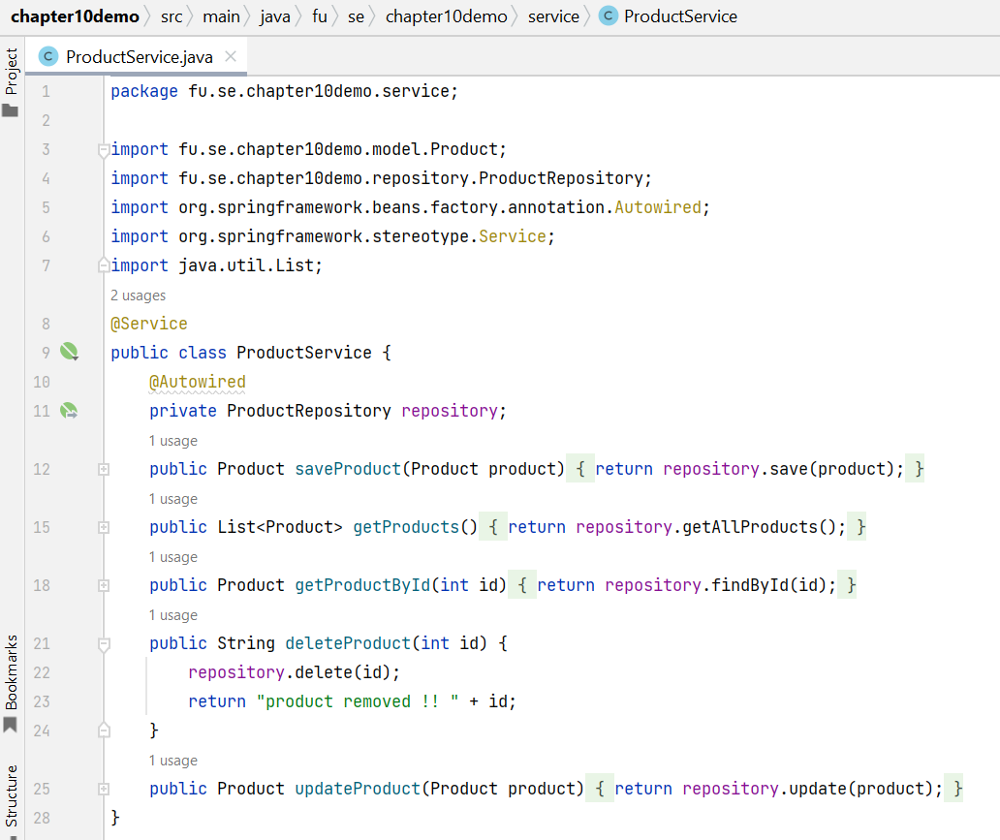 chapter10demo src main java fu se chapter10demo service ProductService
Project
ProductService.java
1 package fu.se.chapter10demo.service;
2
3 import fu.se.chapter10demo.model.Product;
4 import fu.se.chapter10demo.repository.ProductRepository;
5 import org.springframework.beans.factory.annotation.Autowired;
6 import org.springframework.stereotype.Service;
7 import java.util.List;
2 usages
8 @Service
9 public class ProductService {
10 @Autowired
11 private ProductRepository repository;
1 usage
12 public Product saveProduct(Product product) { return repository.save(product); }
1 usage
15 public List<Product> getProducts() { return repository.getAllProducts(); }
1 usage
18 public Product getProductById(int id) { return repository.findById(id); }
1 usage
21 public String deleteProduct(int id) {
22 repository.delete(id);
23 return "product removed !! " + id;
24 }
1 usage
25 public Product updateProduct(Product product) { return repository.update(product); }
28 }
Bookmarks
Structure